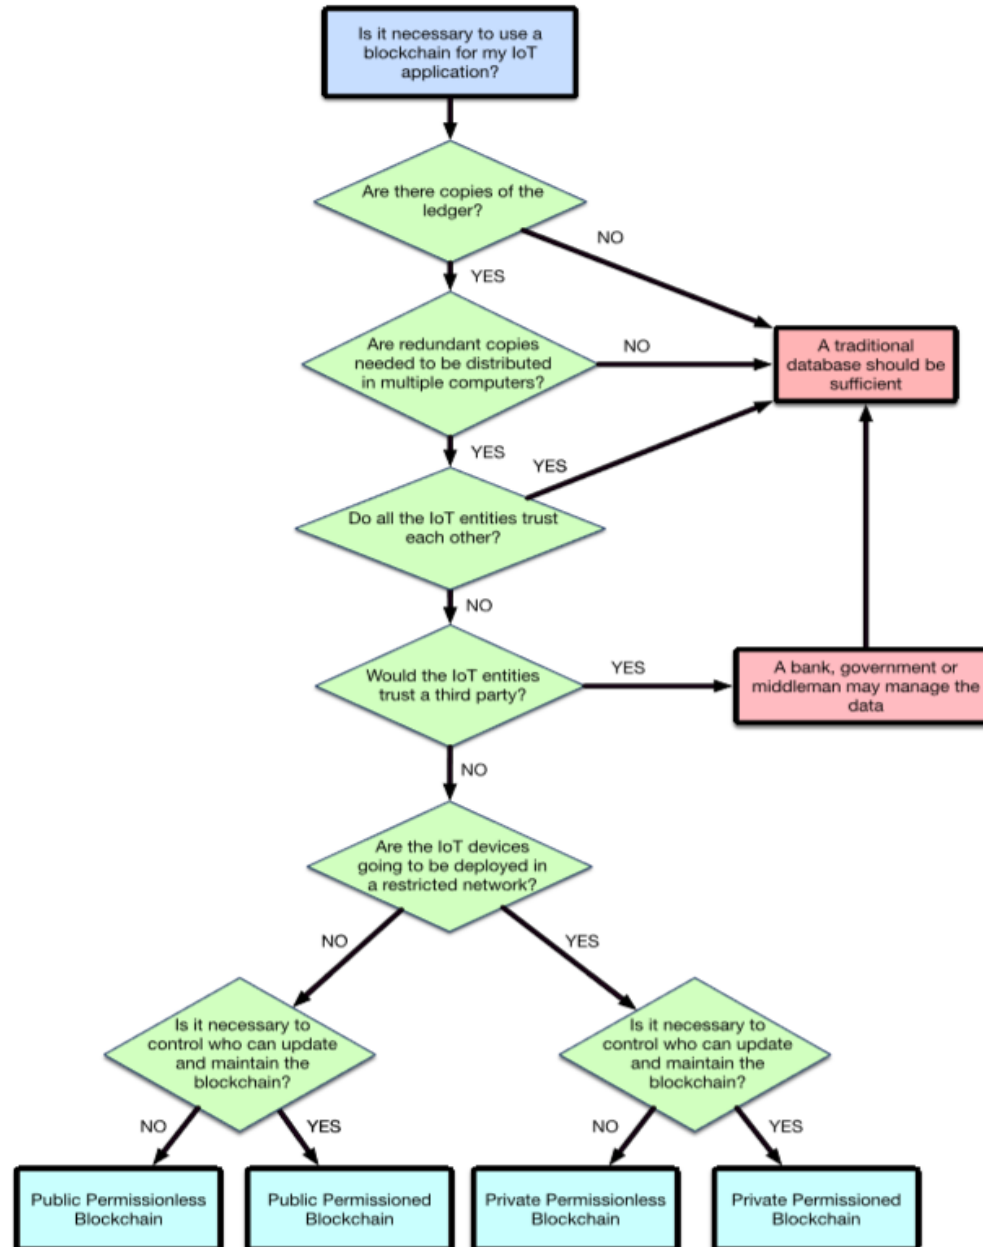 Is it necessary to use a
blockchain for my IoT
application?
Are there copies of the
ledger?
NO
YES
Are redundant copies
needed to be distributed
in multiple computers?
NO
A traditional
database should be
sufficient
YES
YES
Do all the IoT entities trust
each other?
NO
Would the IoT entities
trust a third party?
YES
A bank, government or
middleman may manage the
data
NO
Are the IoT devices
going to be deployed in
a restricted network?
NO
YES
Is it necessary to
control who can update
and maintain the
blockchain?
Is it necessary to
control who can update
and maintain the
blockchain?
NO
YES
NO
YES
Public Permissionless
Blockchain
Public Permissioned
Blockchain
Private Permissionless
Blockchain
Private Permissioned
Blockchain